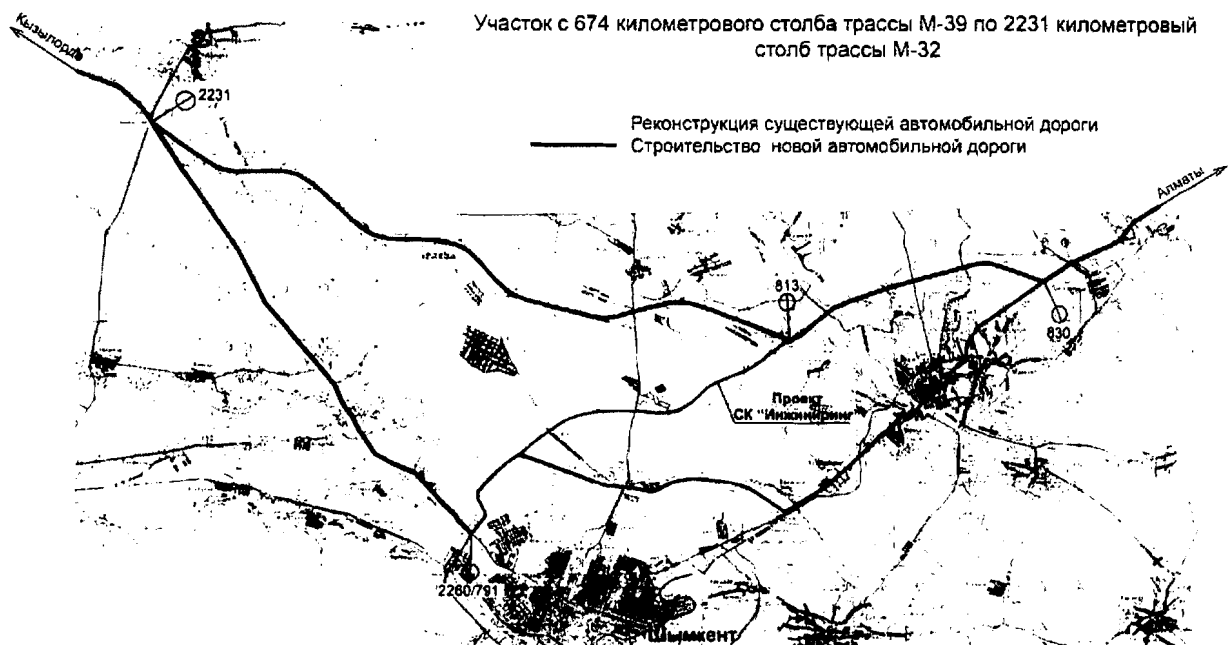 Участок с 674 километрового столба трассы М-39 по 2231 километровый
столб трассы М-32
Кызылорда
2231
Реконструкция существующей автомобильной дороги
Строительство новой автомобильной дороги
Алматы
813
830
Проект
СК "Инжиниринг
2260/791
Шымкент